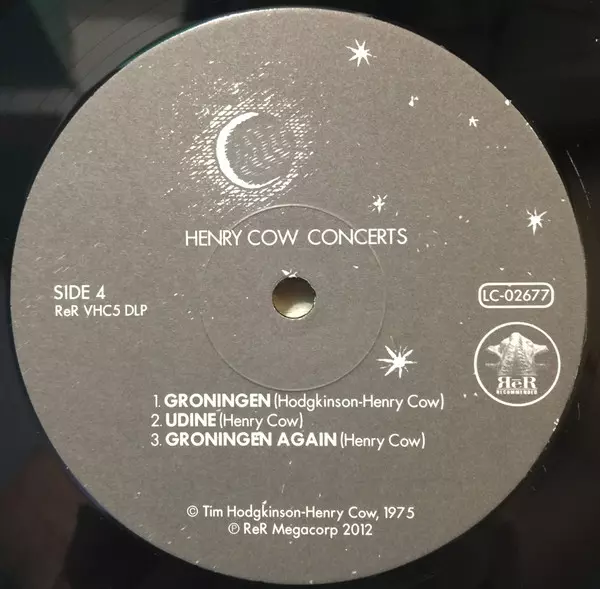 HENRY COW CONCERTS
SIDE 4
ReR VHC5 DLP
LC-02677
ReR
RECOMMENDED
1. GRONINGEN (Hodgkinson-Henry Cow)
2. UDINE (Henry Cow)
3. GRONINGEN AGAIN (Henry Cow)
© Tim Hodgkinson-Henry Cow, 1975
℗ ReR Megacorp 2012